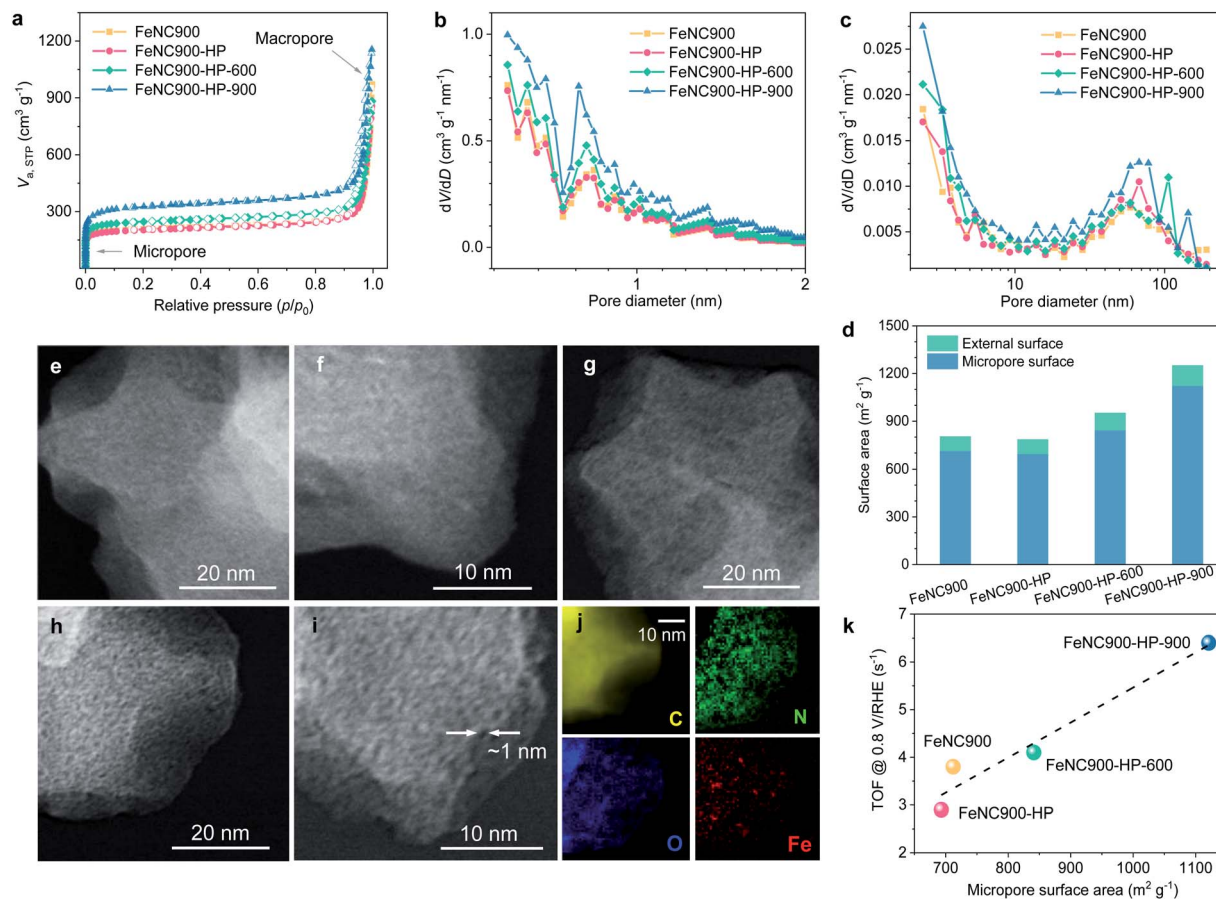 a
FeNC900
FeNC900-HP
FeNC900-HP-600
FeNC900-HP-900
Macropore
Micropore
1200
900
600
300
0.0 0.2 0.4 0.6 0.8 1.0
V a, STP (cm³ g⁻¹)
Relative pressure (p/p₀)
b
FeNC900
FeNC900-HP
FeNC900-HP-600
FeNC900-HP-900
1.0
0.5
0.0
1 2
dV/dD (cm³ g⁻¹ nm⁻¹)
Pore diameter (nm)
c
FeNC900
FeNC900-HP
FeNC900-HP-600
FeNC900-HP-900
0.025
0.020
0.015
0.010
0.005
10 100
dV/dD (cm³ g⁻¹ nm⁻¹)
Pore diameter (nm)
d
External surface
Micropore surface
1500
1200
900
600
300
0
Surface area (m² g⁻¹)
FeNC900
FeNC900-HP
FeNC900-HP-600
FeNC900-HP-900
e
20 nm
f
10 nm
g
20 nm
h
20 nm
i
~1 nm
10 nm
j
10 nm
C
N
O
Fe
k
FeNC900-HP-900
FeNC900
FeNC900-HP-600
FeNC900-HP
7
6
5
4
3
2
700 800 900 1000 1100
TOF @ 0.8 V/RHE (s⁻¹)
Micropore surface area (m² g⁻¹)